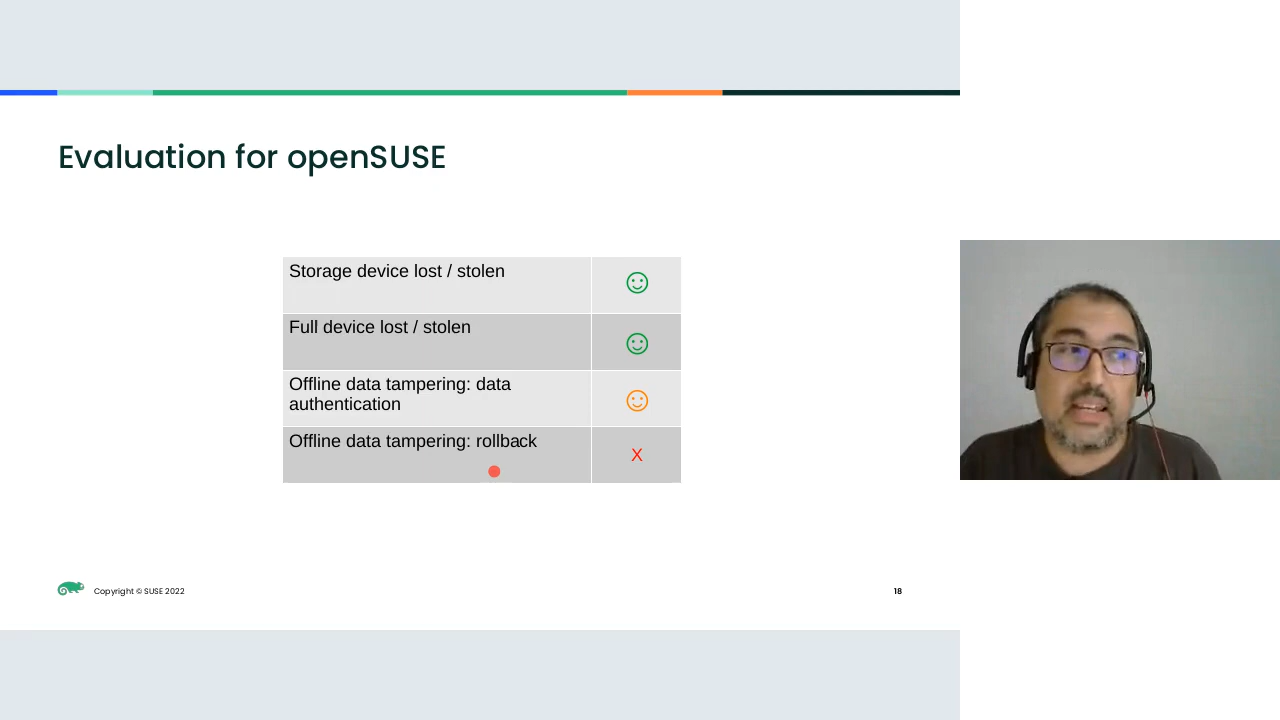 Evaluation for openSUSE
Storage device lost / stolen
Full device lost / stolen
Offline data tampering: data
authentication
Offline data tampering: rollback
X
Copyright © SUSE 2022
18